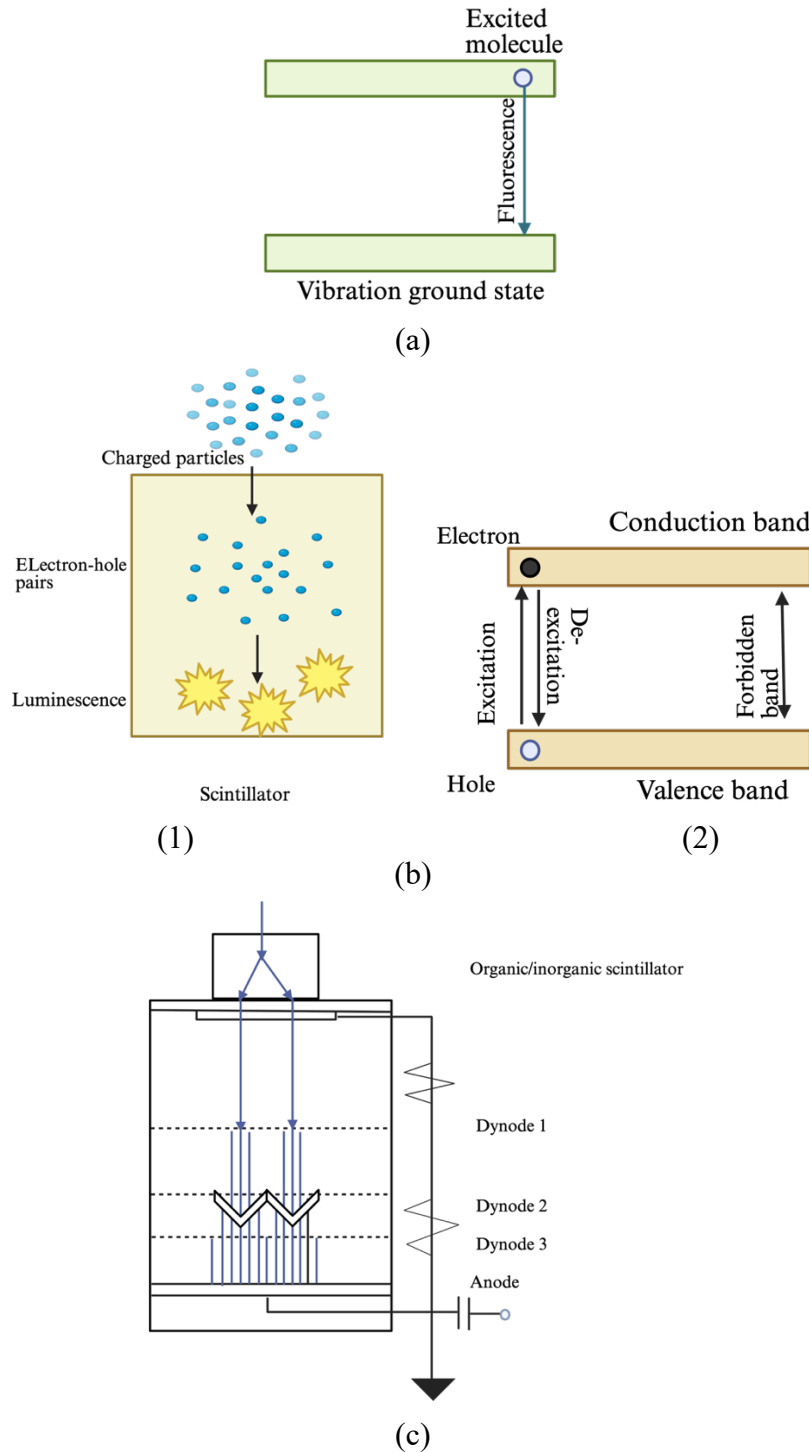 Excited
molecule
Fluorescence
Vibration ground state
(a)
Charged particles
ELectron-hole
pairs
Luminescence
Scintillator
(1)
Electron
Conduction band
Excitation
De-
excitation
Forbidden
band
Hole
Valence band
(2)
(b)
Organic/inorganic scintillator
Dynode 1
Dynode 2
Dynode 3
Anode
(c)